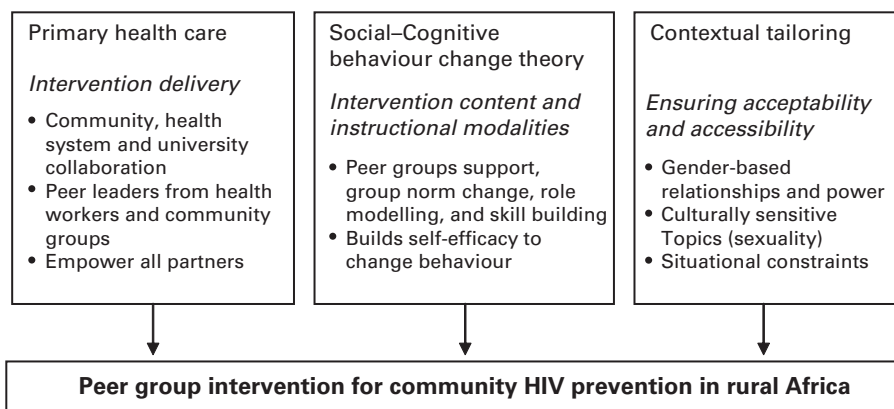 Primary health care
Intervention delivery
• Community, health
system and university
collaboration
• Peer leaders from health
workers and community
groups
• Empower all partners
Social–Cognitive
behaviour change theory
Intervention content and
instructional modalities
• Peer groups support,
group norm change, role
modelling, and skill building
• Builds self-efficacy to
change behaviour
Contextual tailoring
Ensuring acceptability
and accessibility
• Gender-based
relationships and power
• Culturally sensitive
Topics (sexuality)
• Situational constraints
Peer group intervention for community HIV prevention in rural Africa